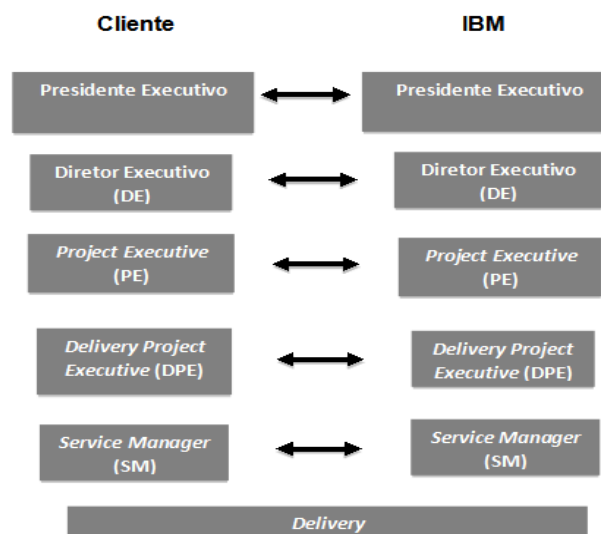 Cliente IBM
Presidente Executivo Presidente Executivo
Diretor Executivo Diretor Executivo
(DE) (DE)
Project Executive Project Executive
(PE) (PE)
Delivery Project Delivery Project
Executive (DPE) Executive (DPE)
Service Manager Service Manager
(SM) (SM)
Delivery